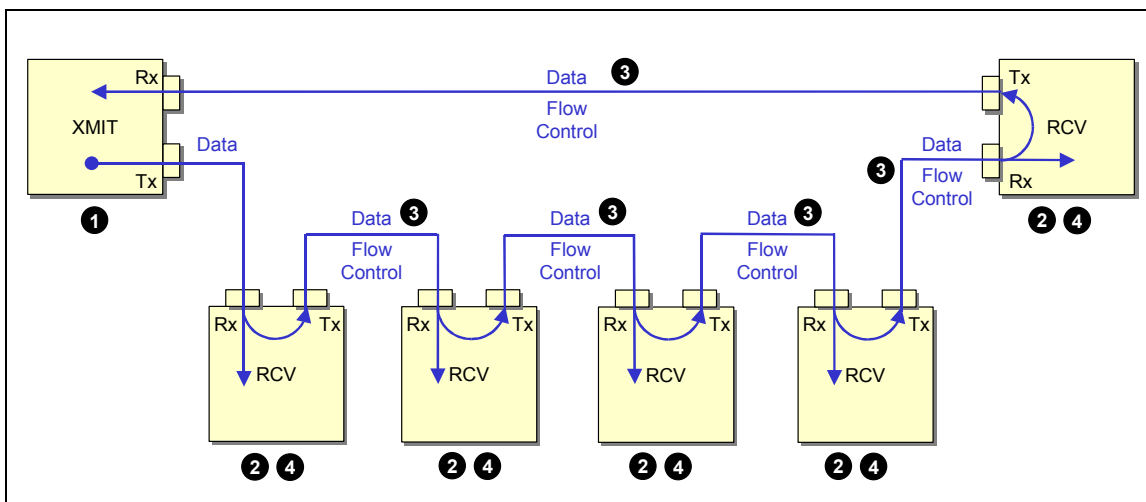 Rx
Data 3
Tx
Flow
Control
XMIT
RCV
Data
Data
Tx
3
Flow
Control
Rx
1
2 4
Data 3
Data 3
Data 3
Flow
Control
Flow
Control
Flow
Control
Rx Tx
Rx Tx
Rx Tx
Rx Tx
RCV
RCV
RCV
RCV
2 4
2 4
2 4
2 4